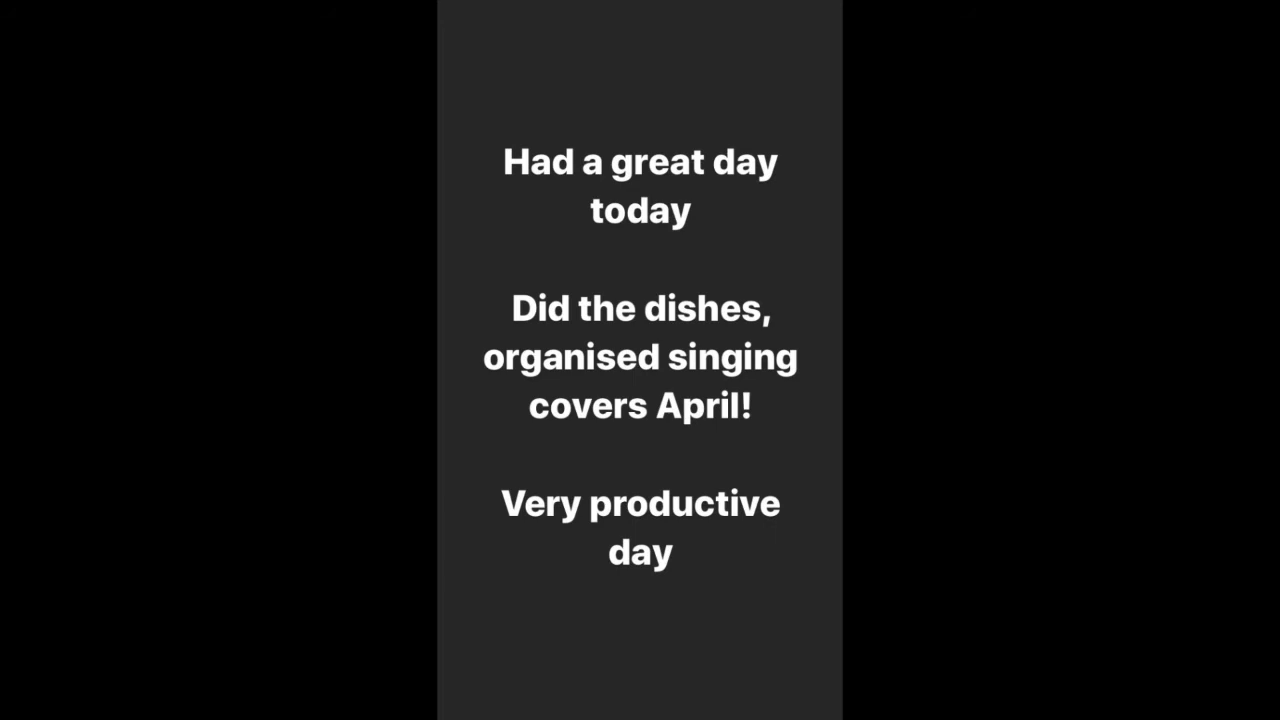 Had a great day
today
Did the dishes,
organised singing
covers April!
Very productive
day